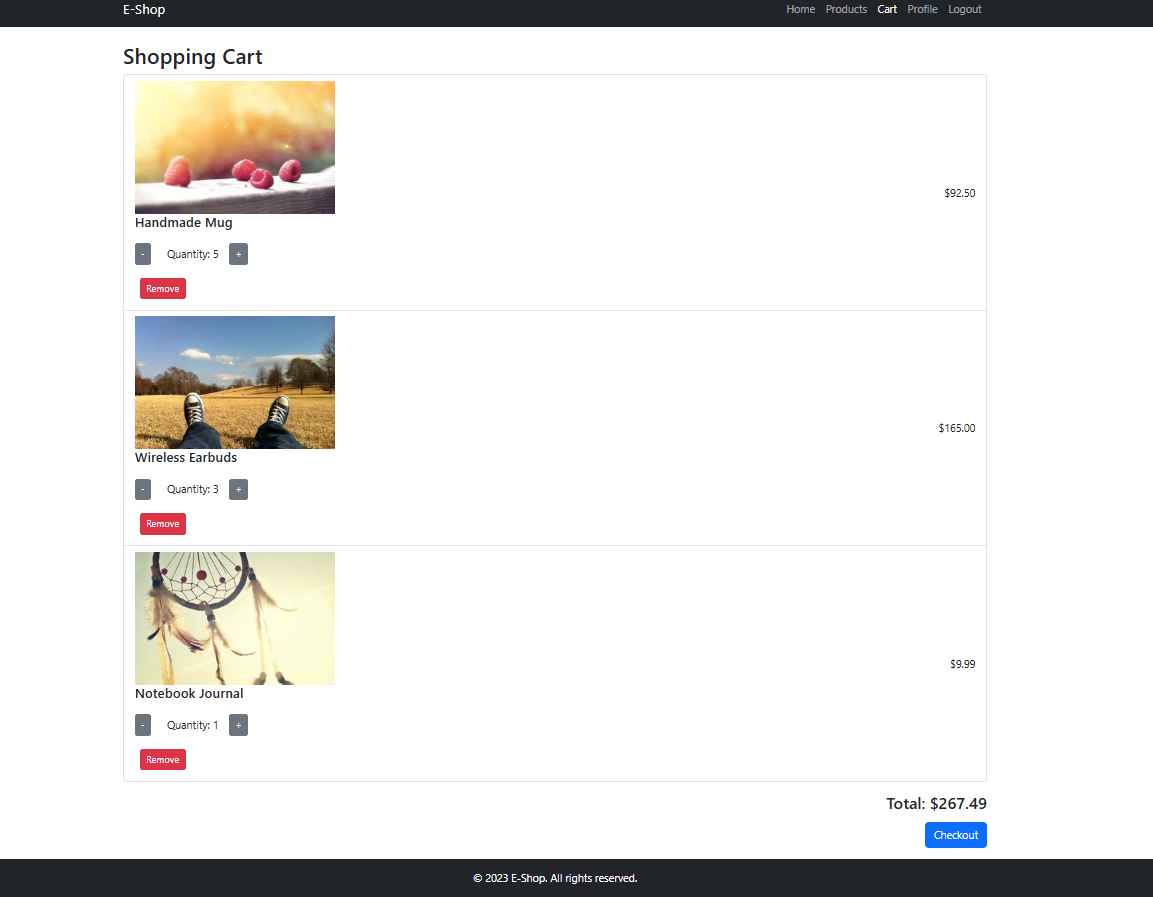 E-Shop
Home Products Cart Profile Logout
Shopping Cart
$92.50
Handmade Mug
- Quantity: 5 +
Remove
$165.00
Wireless Earbuds
- Quantity: 3 +
Remove
$9.99
Notebook Journal
- Quantity: 1 +
Remove
Total: $267.49
Checkout
© 2023 E-Shop. All rights reserved.